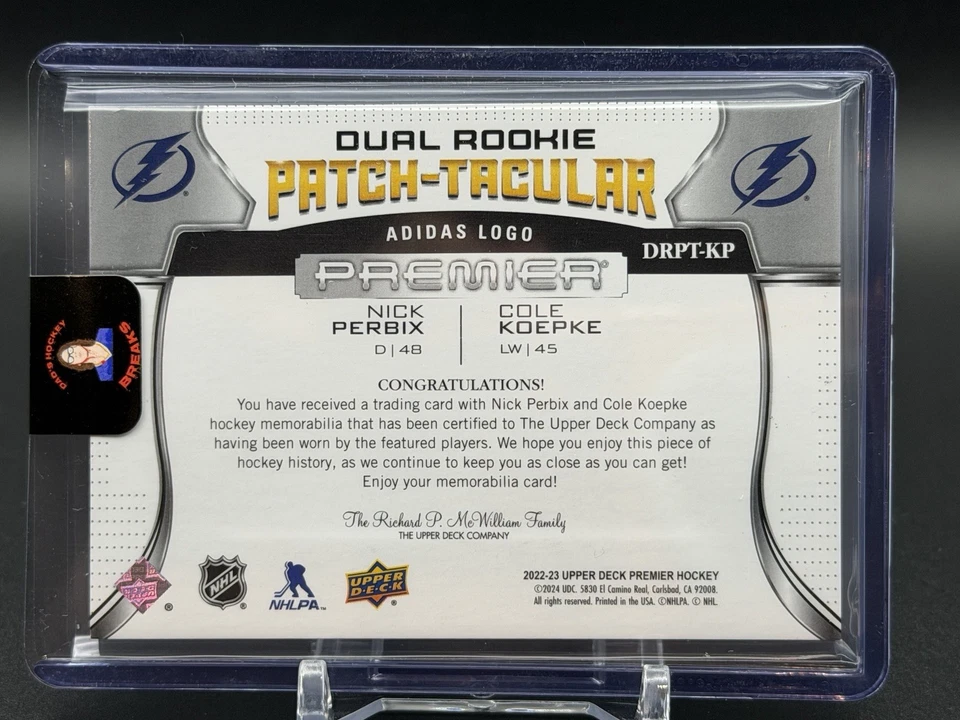 DUAL ROOKIE
PATCH-TACULAR
ADIDAS LOGO
DRPT-KP
PREMIER®
NICK PERBIX
D | 48
COLE KOEPKE
LW | 45
DAD'S HOCKEY
BREAKS
CONGRATULATIONS!
You have received a trading card with Nick Perbix and Cole Koepke
hockey memorabilia that has been certified to The Upper Deck Company as
having been worn by the featured players. We hope you enjoy this piece of
hockey history, as we continue to keep you as close as you can get!
Enjoy your memorabilia card!
The Richard P. McWilliam Family
THE UPPER DECK COMPANY
NHL
NHLPA™
UPPER DECK
2022-23 UPPER DECK PREMIER HOCKEY
©2024 UDC. 5830 El Camino Real, Carlsbad, CA 92008.
All rights reserved. Printed in the USA. ©NHLPA. © NHL.